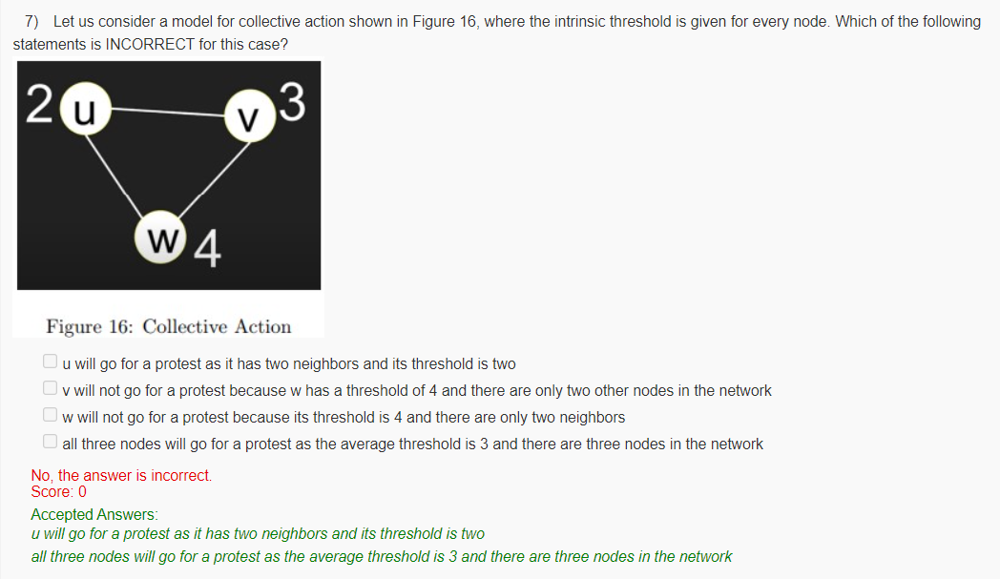 7) Let us consider a model for collective action shown in Figure 16, where the intrinsic threshold is given for every node. Which of the following
statements is INCORRECT for this case?
2 u v 3
w 4
Figure 16: Collective Action
u will go for a protest as it has two neighbors and its threshold is two
v will not go for a protest because w has a threshold of 4 and there are only two other nodes in the network
w will not go for a protest because its threshold is 4 and there are only two neighbors
all three nodes will go for a protest as the average threshold is 3 and there are three nodes in the network
No, the answer is incorrect.
Score: 0
Accepted Answers:
u will go for a protest as it has two neighbors and its threshold is two
all three nodes will go for a protest as the average threshold is 3 and there are three nodes in the network